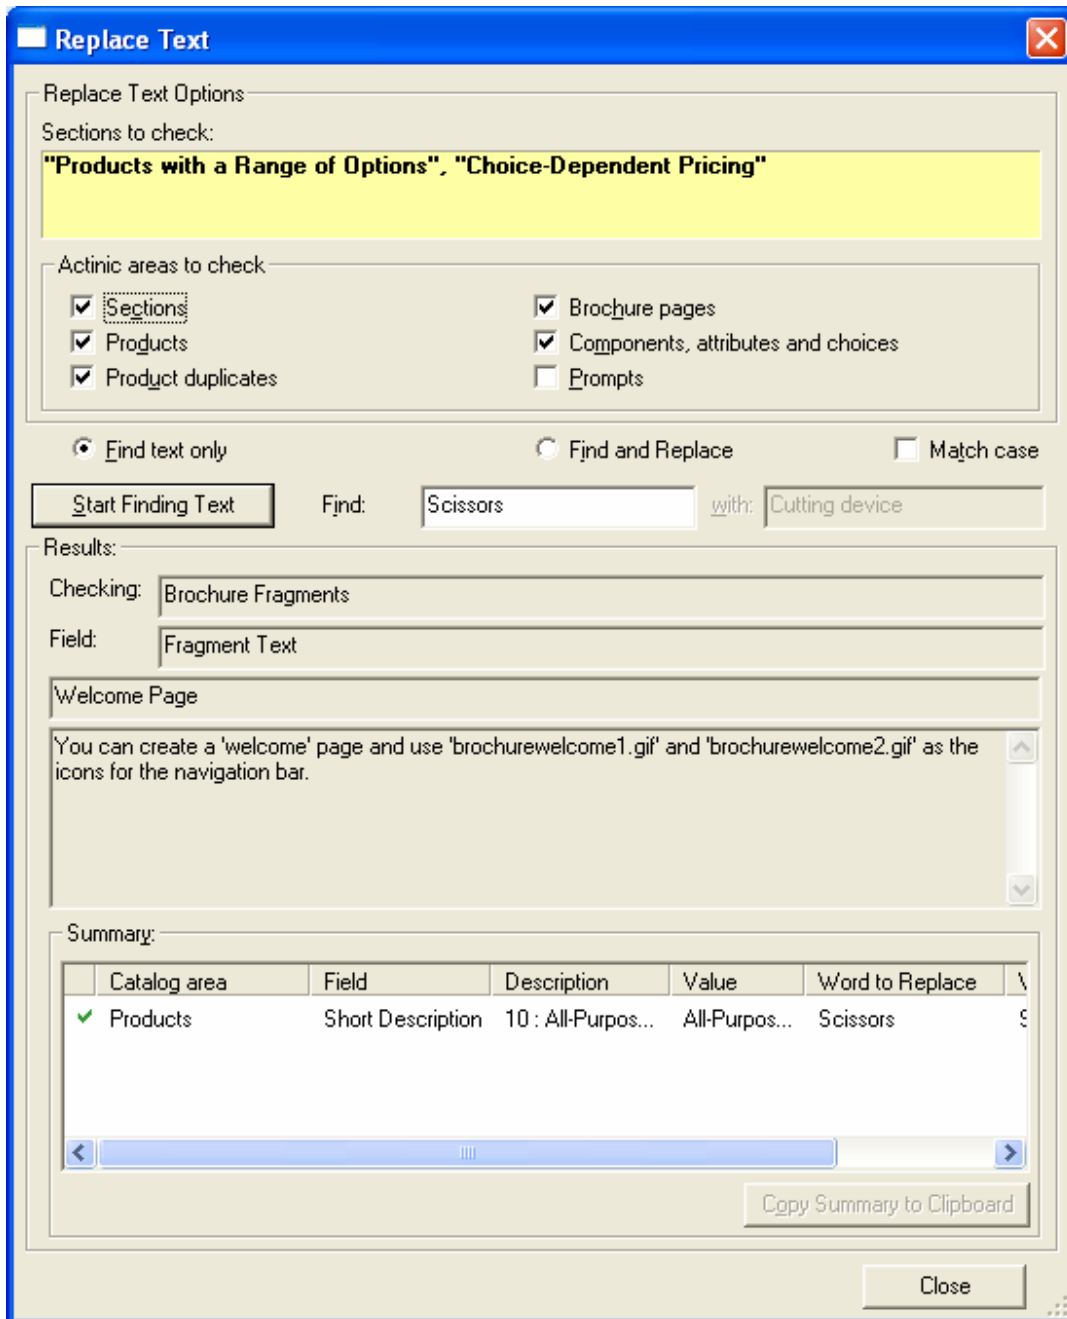 Replace Text
Replace Text Options
Sections to check:
"Products with a Range of Options", "Choice-Dependent Pricing"
Actinic areas to check
Sections
Brochure pages
Products
Components, attributes and choices
Product duplicates
Prompts
Find text only
Find and Replace
Match case
Start Finding Text
Find:
Scissors
with:
Cutting device
Results:
Checking:
Brochure Fragments
Field:
Fragment Text
Welcome Page
You can create a 'welcome' page and use 'brochurewelcome1.gif' and 'brochurewelcome2.gif' as the
icons for the navigation bar.
Summary:
Catalog area Field Description Value Word to Replace
Products Short Description 10 : All-Purpos... All-Purpos... Scissors
Copy Summary to Clipboard
Close